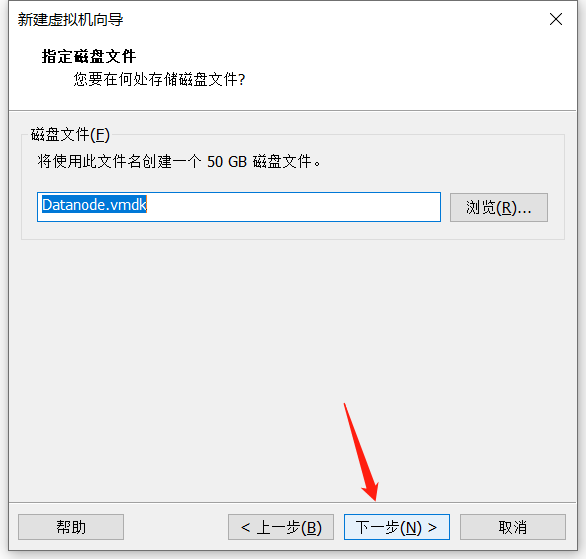 新建虚拟机向导
指定磁盘文件
您要在何处存储磁盘文件?
磁盘文件(F)
将使用此文件名创建一个 50 GB 磁盘文件。
Datanode.vmdk
浏览(R)...
帮助
< 上一步(B)
下一步(N) >
取消